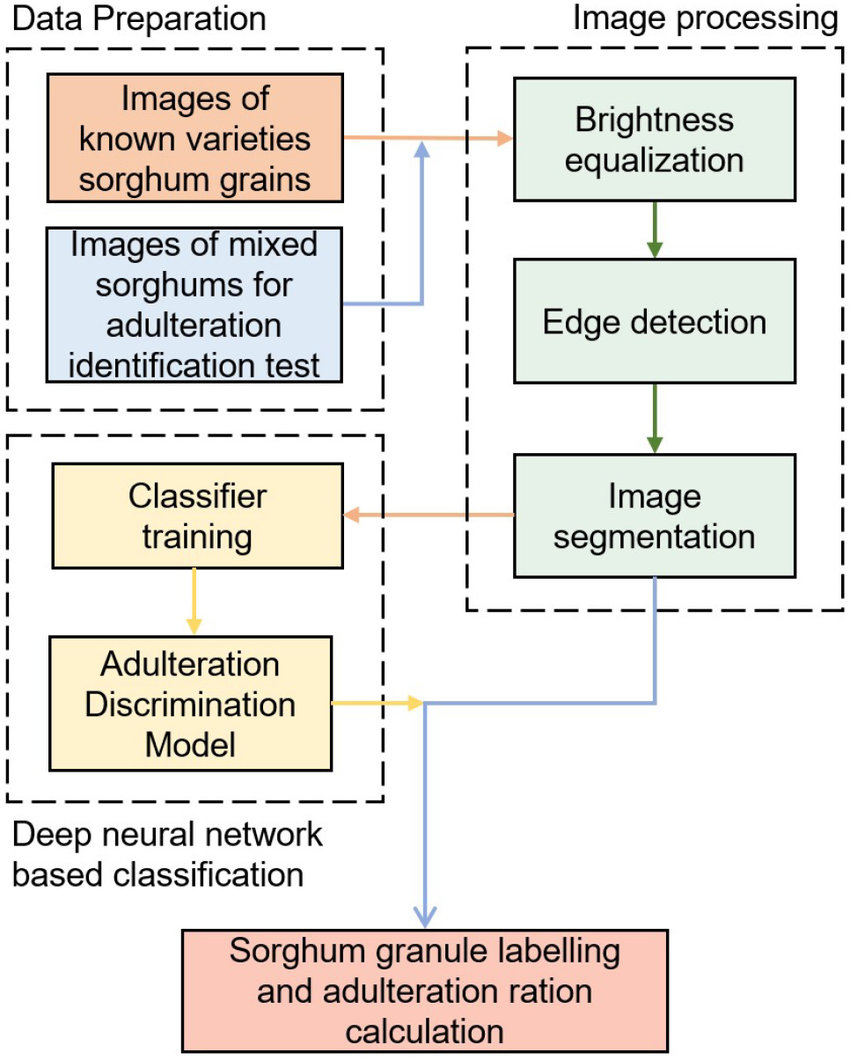 Data Preparation
Images of
known varieties
sorghum grains
Images of mixed
sorghums for
adulteration
identification test
Image processing
Brightness
equalization
Edge detection
Image
segmentation
Classifier
training
Adulteration
Discrimination
Model
Deep neural network
based classification
Sorghum granule labelling
and adulteration ration
calculation